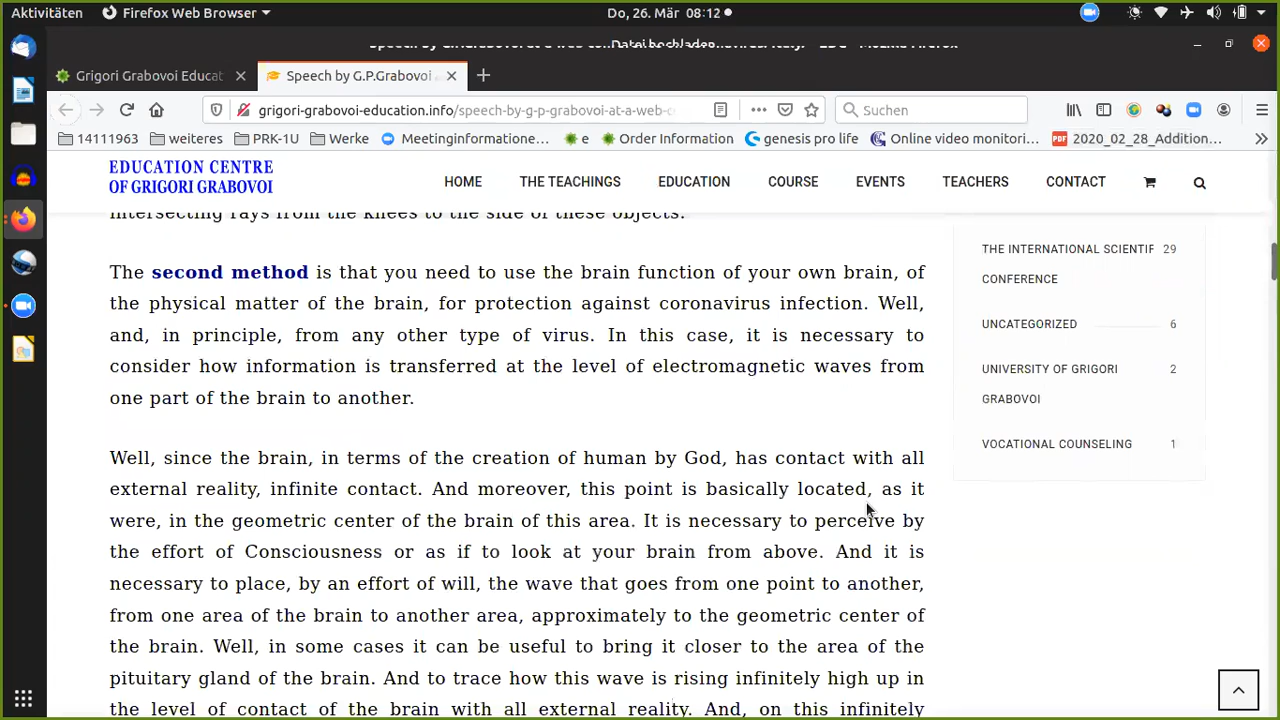 Aktivitäten
Firefox Web Browser
Do, 26. Mär 08:12
Datei hochladen
Grigori Grabovoi Educat
Speech by G.P.Grabovoi
grigori-grabovoi-education.info/speech-by-g-p-grabovoi-at-a-web-c
Suchen
14111963
weiteres
PRK-1U
Werke
Meetinginformatione...
e
Order Information
genesis pro life
Online video monitori...
2020_02_28_Addition...
EDUCATION CENTRE
OF GRIGORI GRABOVOI
HOME
THE TEACHINGS
EDUCATION
COURSE
EVENTS
TEACHERS
CONTACT
intersecting rays from the knees to the side of these objects.
The second method is that you need to use the brain function of your own brain, of
the physical matter of the brain, for protection against coronavirus infection. Well,
and, in principle, from any other type of virus. In this case, it is necessary to
consider how information is transferred at the level of electromagnetic waves from
one part of the brain to another.
Well, since the brain, in terms of the creation of human by God, has contact with all
external reality, infinite contact. And moreover, this point is basically located, as it
were, in the geometric center of the brain of this area. It is necessary to perceive by
the effort of Consciousness or as if to look at your brain from above. And it is
necessary to place, by an effort of will, the wave that goes from one point to another,
from one area of the brain to another area, approximately to the geometric center of
the brain. Well, in some cases it can be useful to bring it closer to the area of the
pituitary gland of the brain. And to trace how this wave is rising infinitely high up in
the level of contact of the brain with all external reality. And, on this infinitely
THE INTERNATIONAL SCIENTIF 29
CONFERENCE
UNCATEGORIZED 6
UNIVERSITY OF GRIGORI 2
GRABOVOI
VOCATIONAL COUNSELING 1